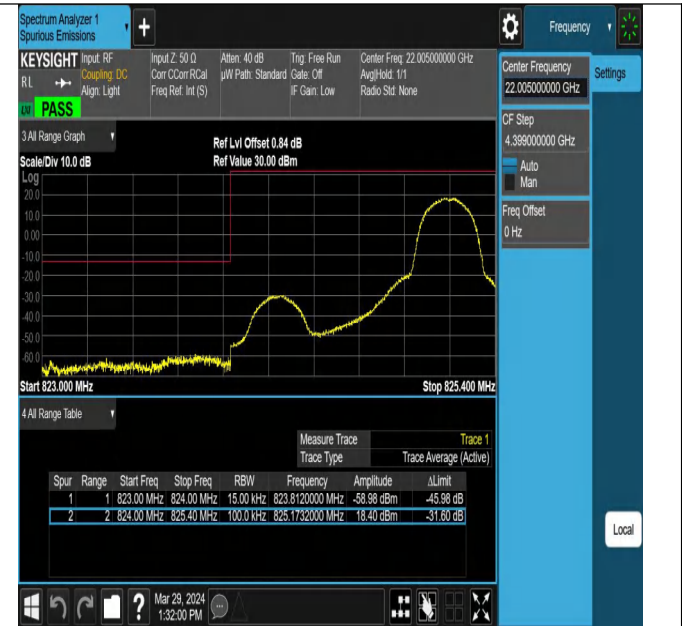 Spectrum Analyzer 1
Spurious Emissions
Frequency
KEYSIGHT
RL
PASS
Input: RF
Coupling: DC
Align: Light
Input Z: 50 Ω
Corr CCorr RCal
Freq Ref: Int (S)
Atten: 40 dB
µW Path: Standard
Trig: Free Run
Gate: Off
IF Gain: Low
Center Freq: 22.005000000 GHz
Avg|Hold: 1/1
Radio Std: None
Center Frequency
22.005000000 GHz
Settings
CF Step
4.399000000 GHz
Auto
Man
Freq Offset
0 Hz
3 All Range Graph
Scale/Div 10.0 dB
Ref Lvl Offset 0.84 dB
Ref Value 30.00 dBm
Log
20.0
10.0
0.00
-10.0
-20.0
-30.0
-40.0
-50.0
-60.0
Start 823.000 MHz
Stop 825.400 MHz
4 All Range Table
Measure Trace Trace 1
Trace Type Trace Average (Active)
Spur Range Start Freq Stop Freq RBW Frequency Amplitude ΔLimit
1 1 823.00 MHz 824.00 MHz 15.00 kHz 823.8120000 MHz -58.98 dBm -45.98 dB
2 2 824.00 MHz 825.40 MHz 100.0 kHz 825.1732000 MHz 18.40 dBm -31.60 dB
Local
?
Mar 29, 2024
1:32:00 PM